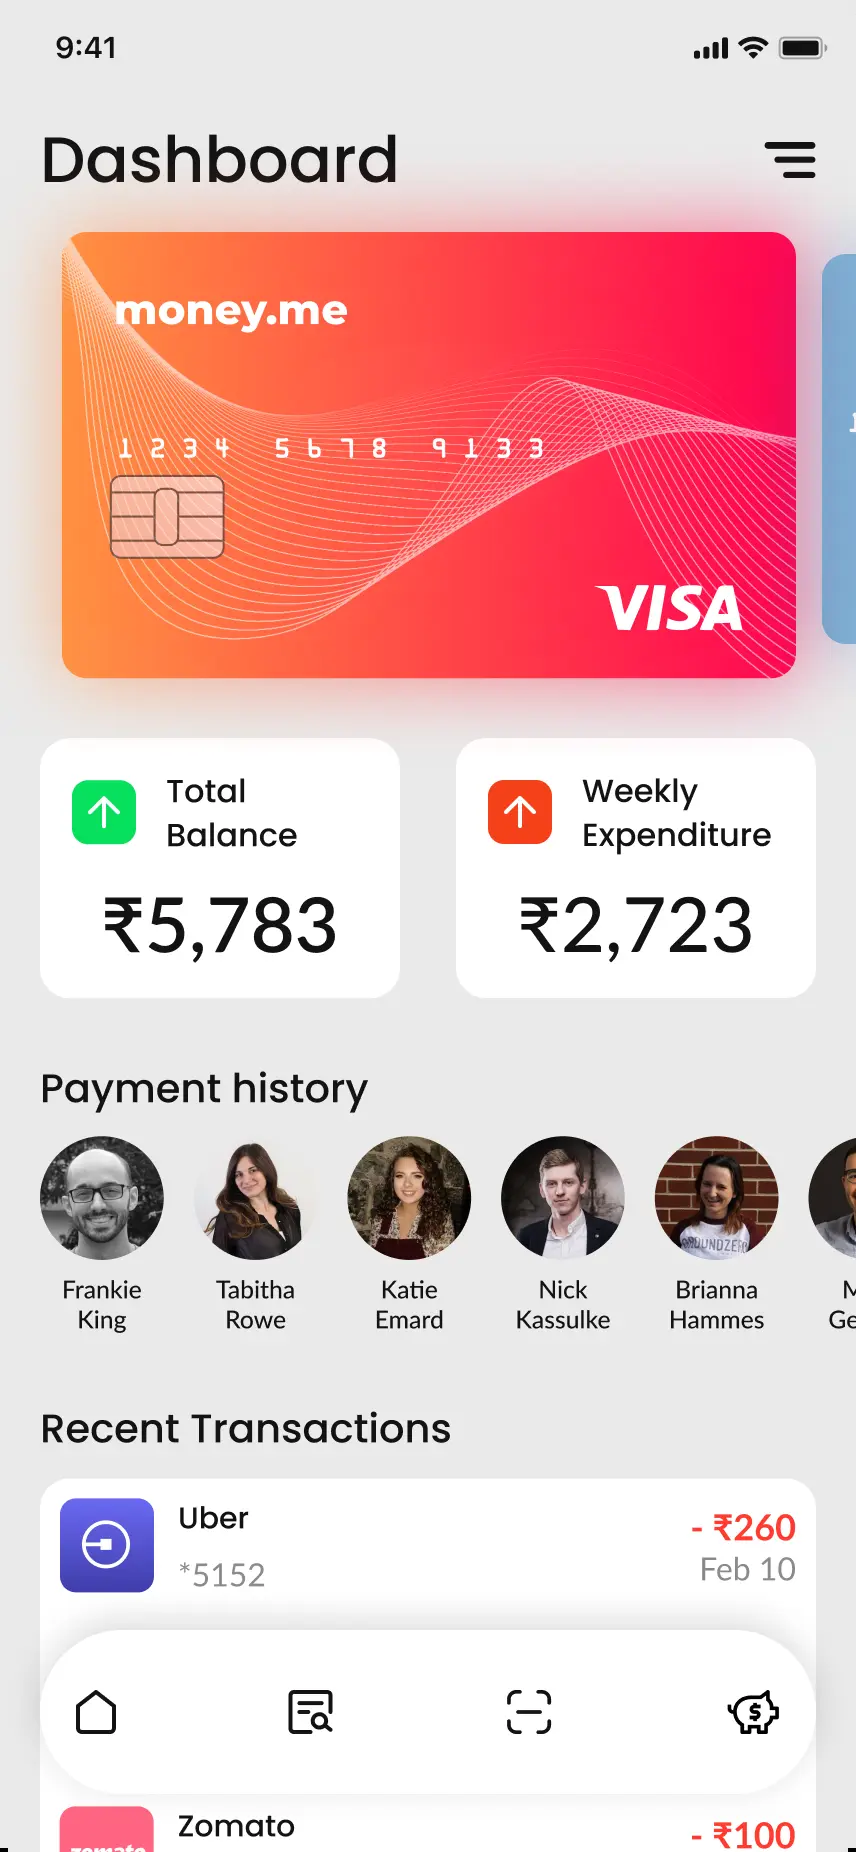 9:41
Dashboard
money.me
1234 5678 9133
VISA
Total
Balance
₹5,783
Weekly
Expenditure
₹2,723
Payment history
Frankie
King
Tabitha
Rowe
Katie
Emard
Nick
Kassulke
Brianna
Hammes
Recent Transactions
Uber
*5152
- ₹260
Feb 10
Zomato
- ₹100